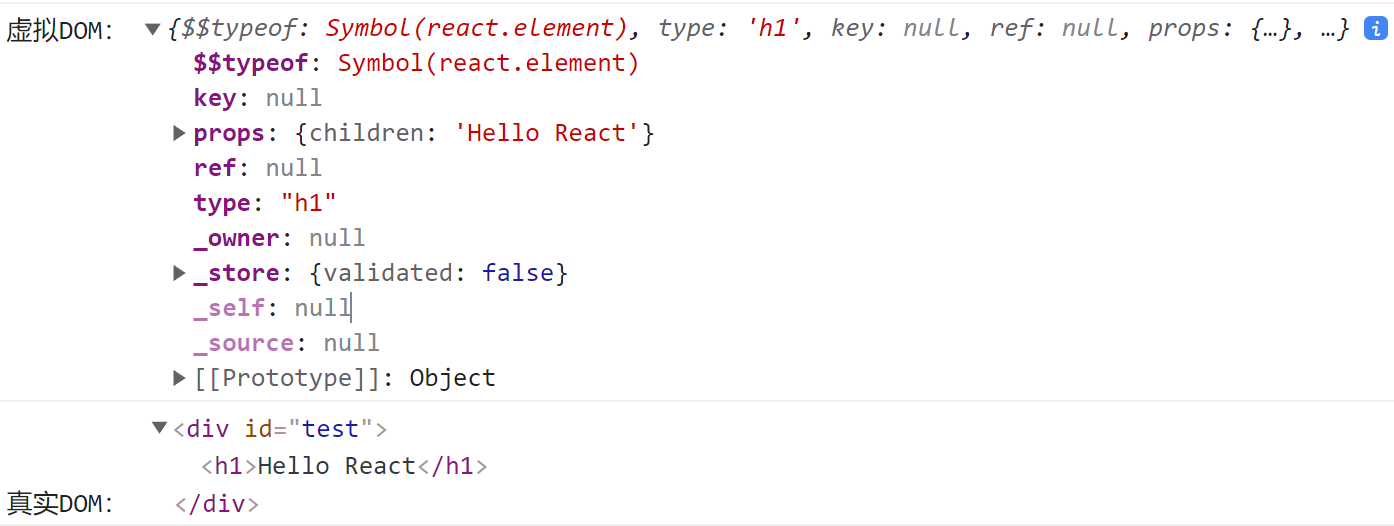 虚拟DOM: ▼{$$typeof: Symbol(react.element), type: 'h1', key: null, ref: null, props: {…}, …} i
$$typeof: Symbol(react.element)
key: null
▶props: {children: 'Hello React'}
ref: null
type: "h1"
_owner: null
▶_store: {validated: false}
_self: null
_source: null
▶[[Prototype]]: Object
▼<div id="test">
<h1>Hello React</h1>
真实DOM: </div>